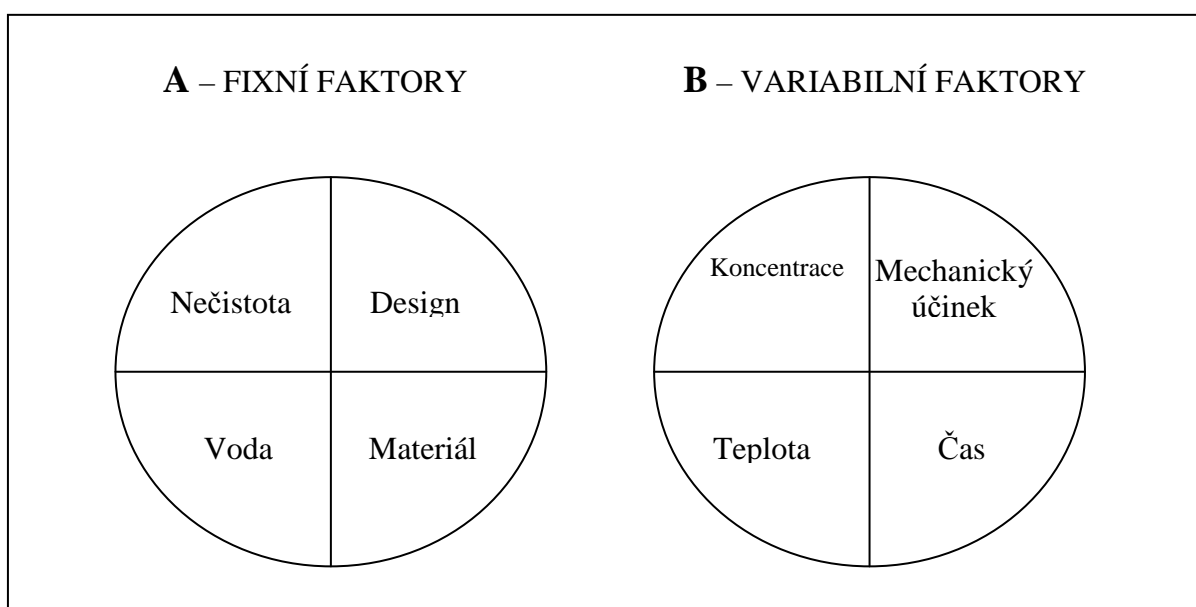 A – FIXNÍ FAKTORY
B – VARIABILNÍ FAKTORY
Nečistota
Design
Voda
Materiál
Koncentrace
Mechanický
účinek
Teplota
Čas